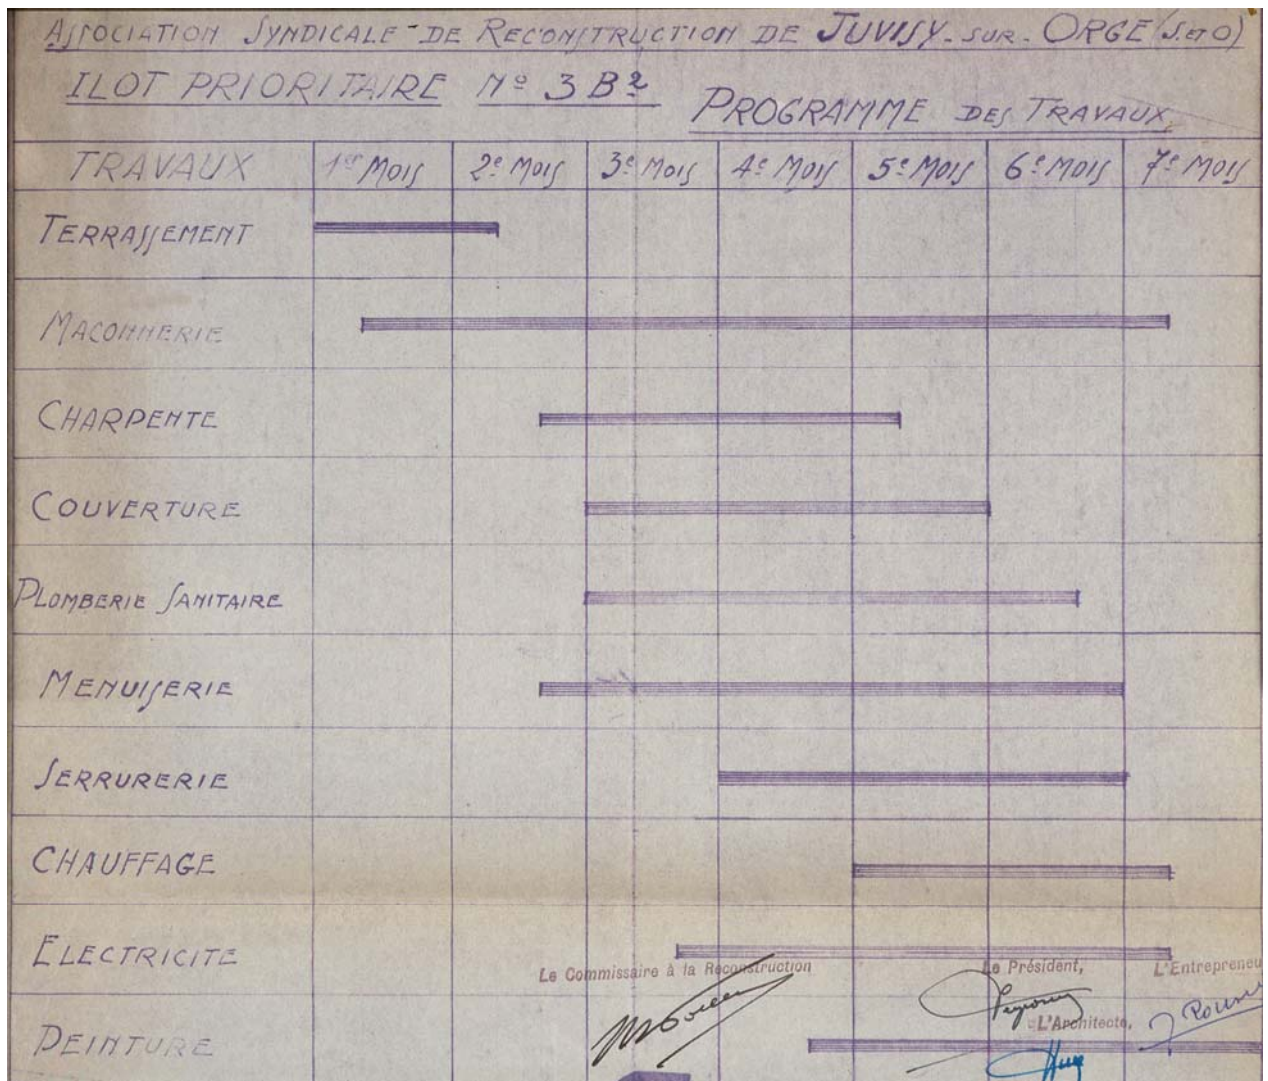 ASSOCIATION SYNDICALE-DE RECONSTRUCTION DE JUVISY-SUR-ORGE (S.ET O)
ILOT PRIORITAIRE Nº 3 B2
PROGRAMME DES TRAVAUX
TRAVAUX 1er MOIS 2e MOIS 3e MOIS 4e MOIS 5e MOIS 6e MOIS 7e MOIS
TERRASSEMENT
MACONNERIE
CHARPENTE
COUVERTURE
PLOMBERIE SANITAIRE
MENUISERIE
SERRURERIE
CHAUFFAGE
ELECTRICITE
Le Commissaire à la Reconstruction Le Président, L'Entrepreneu
L'Architecte,
PEINTURE